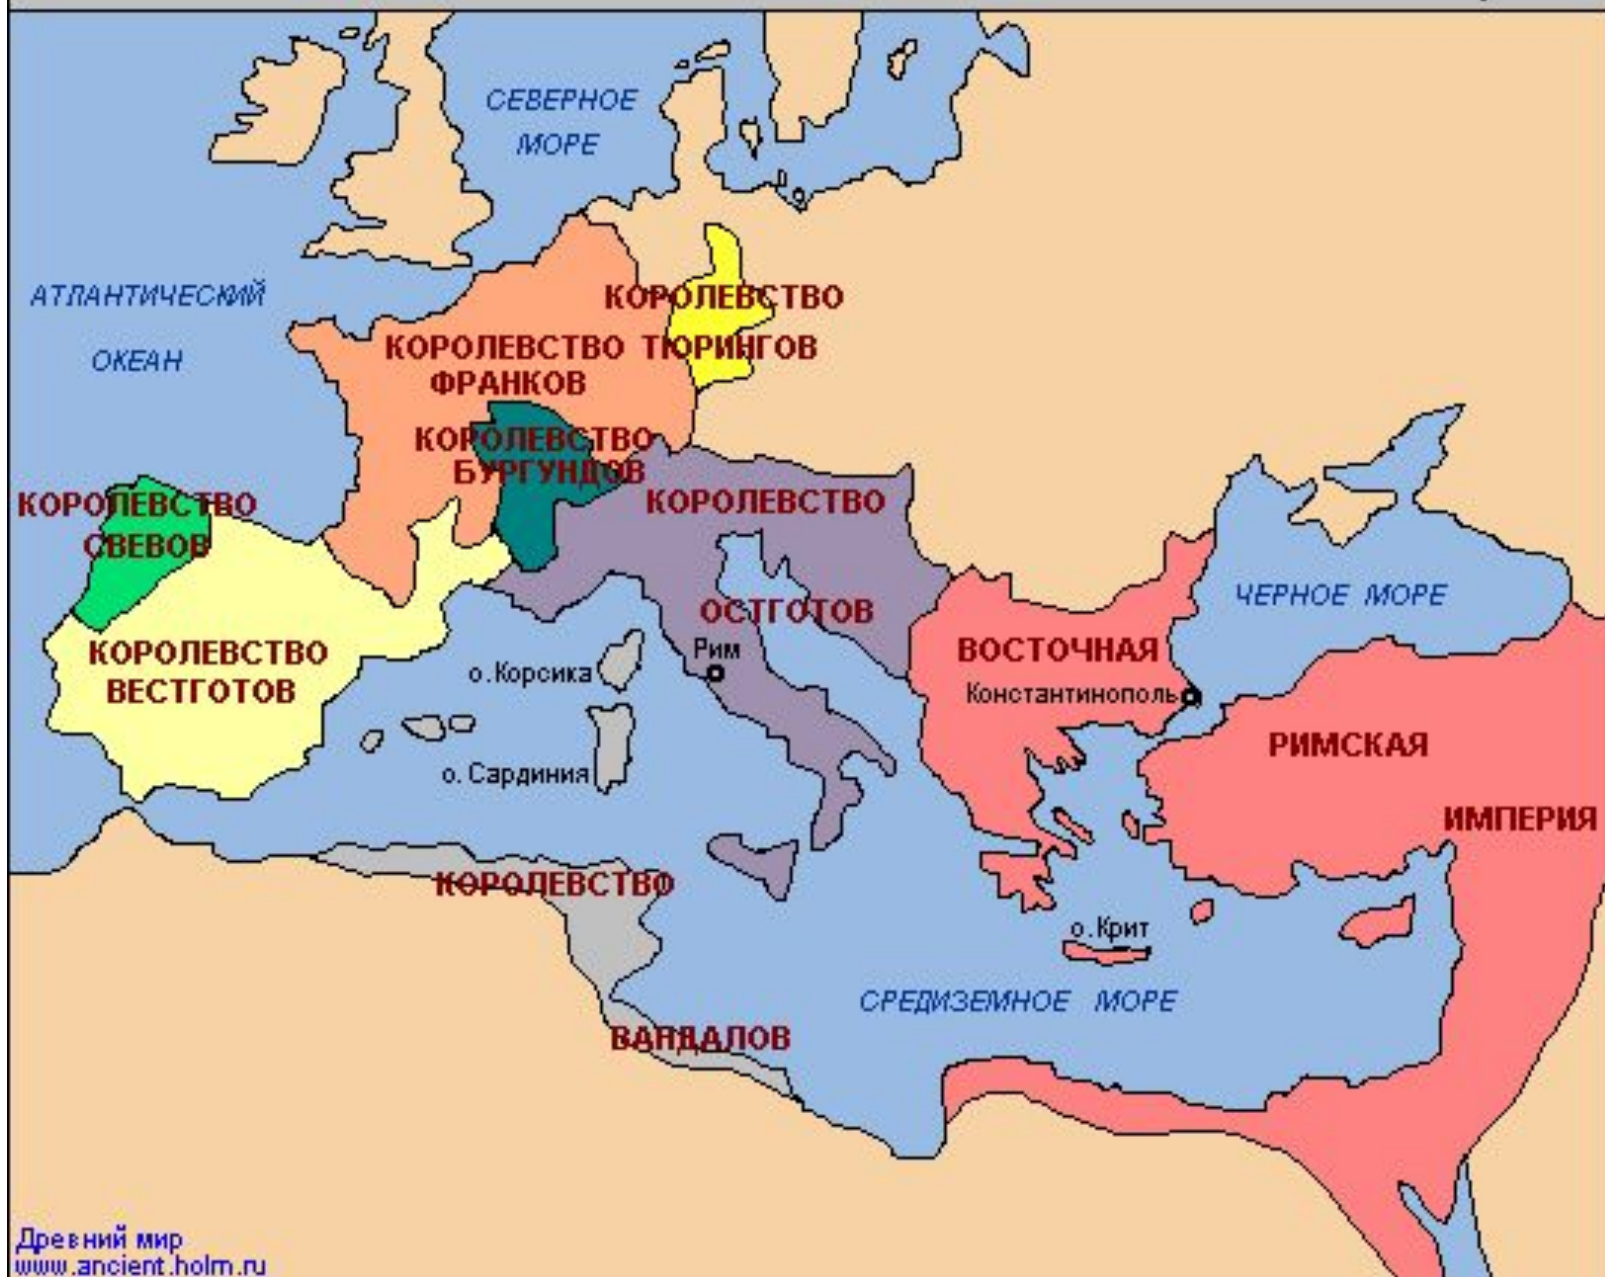 СЕВЕРНОЕ
МОРЕ
АТЛАНТИЧЕСКИЙ
ОКЕАН
КОРОЛЕВСТВО
ТЮРИНГОВ
КОРОЛЕВСТВО
ФРАНКОВ
КОРОЛЕВСТВО
БУРГУНДОВ
КОРОЛЕВСТВО
СВЕВОВ
КОРОЛЕВСТВО
ОСТГОТОВ
ЧЕРНОЕ МОРЕ
КОРОЛЕВСТВО
ВЕСТГОТОВ
Рим
о.Корсика
о.Сардиния
ВОСТОЧНАЯ
Константинополь
РИМСКАЯ
ИМПЕРИЯ
КОРОЛЕВСТВО
ВАНДАЛОВ
о.Крит
СРЕДИЗЕМНОЕ МОРЕ
Древний мир
www.ancient.holm.ru